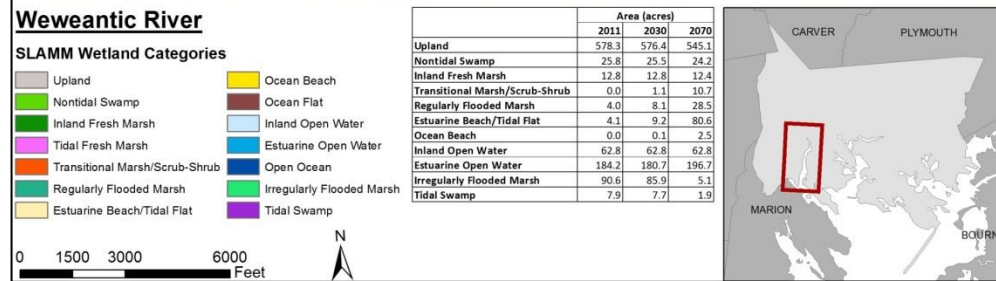 Weweantic River
SLAMM Wetland Categories
Upland
Nontidal Swamp
Inland Fresh Marsh
Tidal Fresh Marsh
Transitional Marsh/Scrub-Shrub
Regularly Flooded Marsh
Estuarine Beach/Tidal Flat
Ocean Beach
Ocean Flat
Inland Open Water
Estuarine Open Water
Open Ocean
Irregularly Flooded Marsh
Tidal Swamp
0 1500 3000 6000
Feet
N
Area (acres)
2011 2030 2070
Upland 578.3 576.4 545.1
Nontidal Swamp 25.8 25.5 24.2
Inland Fresh Marsh 12.8 12.8 12.4
Transitional Marsh/Scrub-Shrub 0.0 1.1 10.7
Regularly Flooded Marsh 4.0 8.1 28.5
Estuarine Beach/Tidal Flat 4.1 9.2 80.6
Ocean Beach 0.0 0.1 2.5
Inland Open Water 62.8 62.8 62.8
Estuarine Open Water 184.2 180.7 196.7
Irregularly Flooded Marsh 90.6 85.9 5.1
Tidal Swamp 7.9 7.7 1.9
CARVER
PLYMOUTH
MARION
BOURN